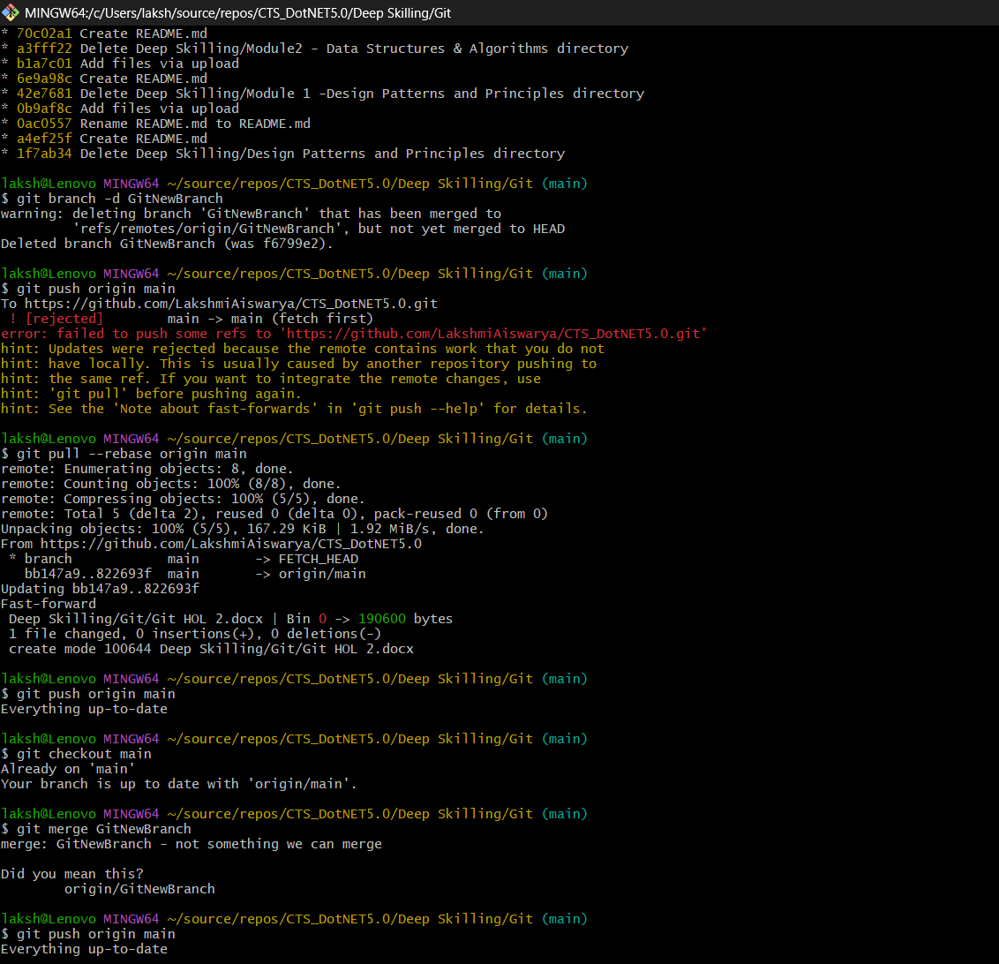 MINGW64:/c/Users/laksh/source/repos/CTS_DotNET5.0/Deep Skilling/Git
* 70c02a1 Create README.md
* a3fff22 Delete Deep Skilling/Module2 - Data Structures & Algorithms directory
* b1a7c01 Add files via upload
* 6e9a98c Create README.md
* 42e7681 Delete Deep Skilling/Module 1 -Design Patterns and Principles directory
* 0b9af8c Add files via upload
* 0ac0557 Rename README.md to README.md
* a4ef25f Create README.md
* 1f7ab34 Delete Deep Skilling/Design Patterns and Principles directory
laksh@Lenovo MINGW64 ~/source/repos/CTS_DotNET5.0/Deep Skilling/Git (main)
$ git branch -d GitNewBranch
warning: deleting branch 'GitNewBranch' that has been merged to
         'refs/remotes/origin/GitNewBranch', but not yet merged to HEAD
Deleted branch GitNewBranch (was f6799e2).
laksh@Lenovo MINGW64 ~/source/repos/CTS_DotNET5.0/Deep Skilling/Git (main)
$ git push origin main
To https://github.com/LakshmiAiswarya/CTS_DotNET5.0.git
 ! [rejected]        main -> main (fetch first)
error: failed to push some refs to 'https://github.com/LakshmiAiswarya/CTS_DotNET5.0.git'
hint: Updates were rejected because the remote contains work that you do not
hint: have locally. This is usually caused by another repository pushing to
hint: the same ref. If you want to integrate the remote changes, use
hint: 'git pull' before pushing again.
hint: See the 'Note about fast-forwards' in 'git push --help' for details.
laksh@Lenovo MINGW64 ~/source/repos/CTS_DotNET5.0/Deep Skilling/Git (main)
$ git pull --rebase origin main
remote: Enumerating objects: 8, done.
remote: Counting objects: 100% (8/8), done.
remote: Compressing objects: 100% (5/5), done.
remote: Total 5 (delta 2), reused 0 (delta 0), pack-reused 0 (from 0)
Unpacking objects: 100% (5/5), 167.29 KiB | 1.92 MiB/s, done.
From https://github.com/LakshmiAiswarya/CTS_DotNET5.0
 * branch            main       -> FETCH_HEAD
   bb147a9..822693f  main       -> origin/main
Updating bb147a9..822693f
Fast-forward
 Deep Skilling/Git/Git HOL 2.docx | Bin 0 -> 190600 bytes
 1 file changed, 0 insertions(+), 0 deletions(-)
 create mode 100644 Deep Skilling/Git/Git HOL 2.docx
laksh@Lenovo MINGW64 ~/source/repos/CTS_DotNET5.0/Deep Skilling/Git (main)
$ git push origin main
Everything up-to-date
laksh@Lenovo MINGW64 ~/source/repos/CTS_DotNET5.0/Deep Skilling/Git (main)
$ git checkout main
Already on 'main'
Your branch is up to date with 'origin/main'.
laksh@Lenovo MINGW64 ~/source/repos/CTS_DotNET5.0/Deep Skilling/Git (main)
$ git merge GitNewBranch
merge: GitNewBranch - not something we can merge
Did you mean this?
        origin/GitNewBranch
laksh@Lenovo MINGW64 ~/source/repos/CTS_DotNET5.0/Deep Skilling/Git (main)
$ git push origin main
Everything up-to-date